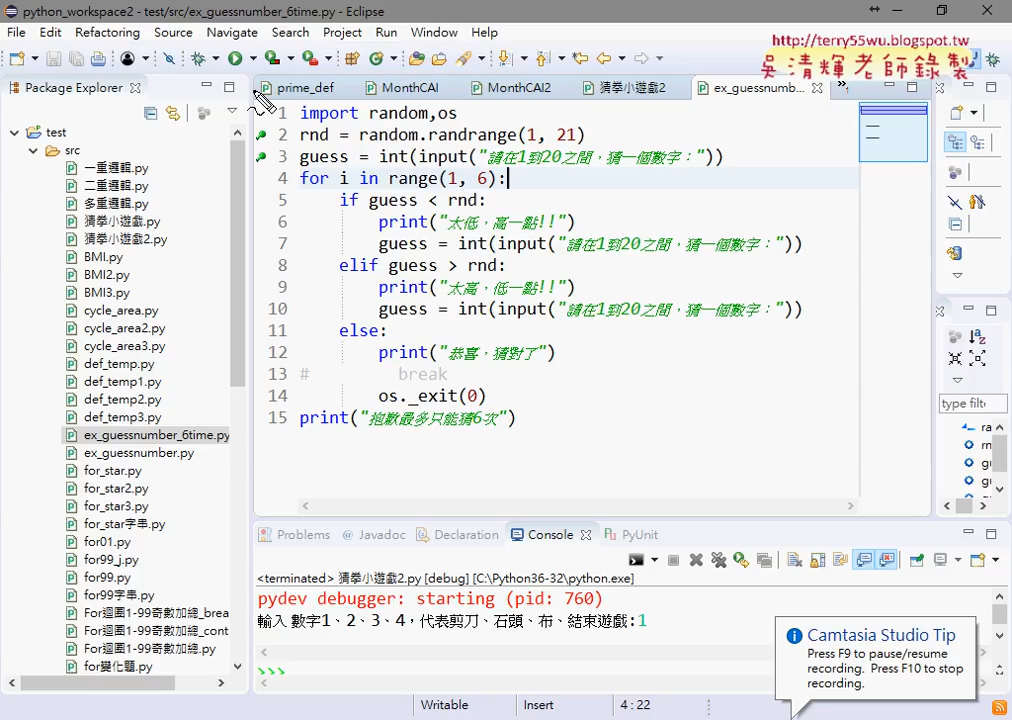 python_workspace2 - test/src/ex_guessnumber_6time.py - Eclipse
File Edit Refactoring Source Navigate Search Project Run Window Help
http://terry55wu.blogspot.tw
吳清輝老師錄製
Package Explorer
prime_def MonthCAI MonthCAI2 猜拳小遊戲2 ex_guessnumb...
test
src
一重邏輯.py
二重邏輯.py
多重邏輯.py
猜拳小遊戲.py
猜拳小遊戲2.py
BMI.py
BMI2.py
BMI3.py
cycle_area.py
cycle_area2.py
cycle_area3.py
def_temp.py
def_temp1.py
def_temp2.py
def_temp3.py
ex_guessnumber_6time.py
ex_guessnumber.py
for_star.py
for_star2.py
for_star3.py
for_star字串.py
for01.py
for99_j.py
for99.py
for99字串.py
For迴圈1-99奇數加總_brea
For迴圈1-99奇數加總_cont
For迴圈1-99奇數加總.py
for變化題.py
1 import random,os
2 rnd = random.randrange(1, 21)
3 guess = int(input("請在1到20之間，猜一個數字："))
4 for i in range(1, 6):
5 if guess < rnd:
6 print("太低，高一點!!")
7 guess = int(input("請在1到20之間，猜一個數字："))
8 elif guess > rnd:
9 print("太高，低一點!!")
10 guess = int(input("請在1到20之間，猜一個數字："))
11 else:
12 print("恭喜，猜對了")
13 # break
14 os._exit(0)
15 print("抱歉最多只能猜6次")
type filte
ra
rn
gu
gu
Problems Javadoc Declaration Console PyUnit
<terminated> 猜拳小遊戲2.py [debug] [C:\Python36-32\python.exe]
pydev debugger: starting (pid: 760)
輸入 數字1、2、3、4，代表剪刀、石頭、布、結束遊戲:1
>>>
Camtasia Studio Tip
Press F9 to pause/resume
recording. Press F10 to stop
recording.
Writable Insert 4 : 22